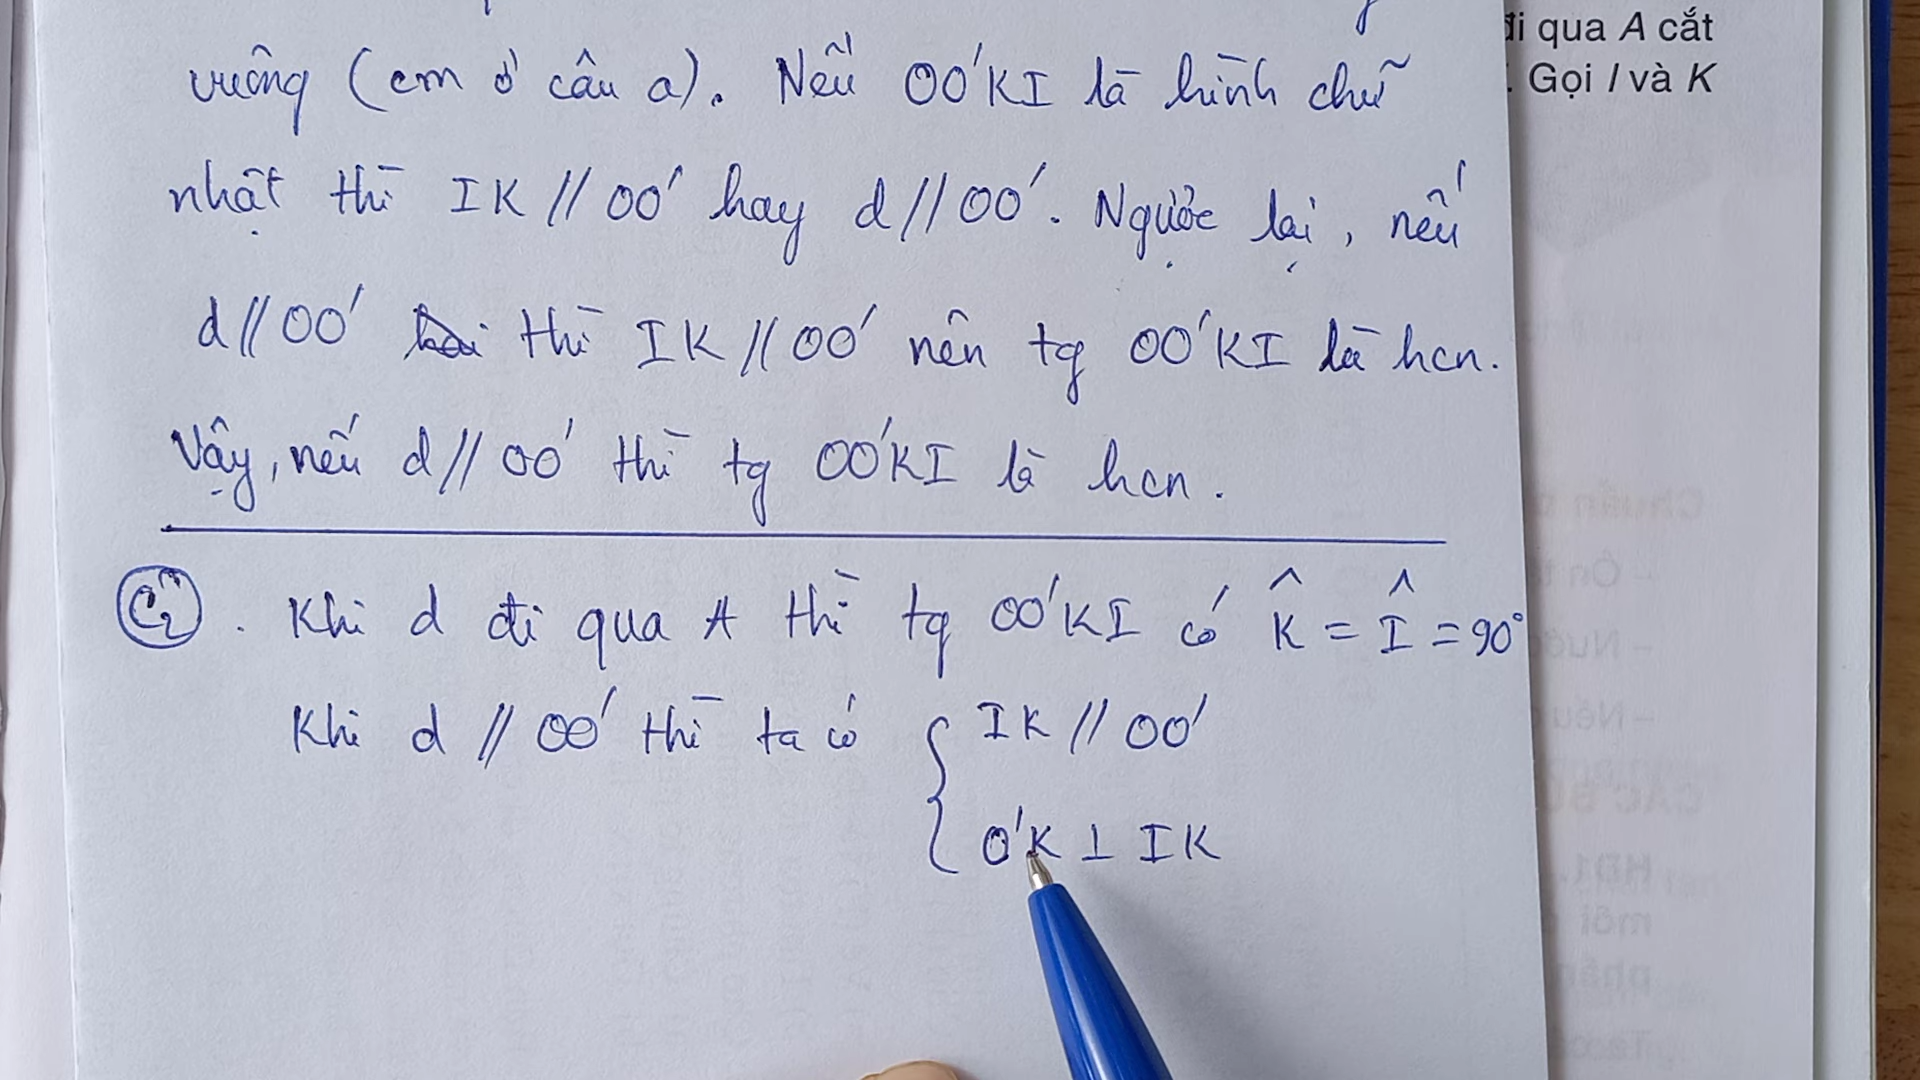 vuông (em ở câu a). Nếu OO'KI là hình chữ
nhật thì IK // OO' hay d // OO'. Ngược lại, nếu
d // OO' thì IK // OO' nên tg OO'KI là hcn.
Vậy, nếu d // OO' thì tg OO'KI là hcn.
C2. Khi d đi qua A thì tg OO'KI có K̂ = Î = 90°
Khi d // OO' thì ta có { IK // OO'
O'K ⊥ IK
đi qua A cắt
. Gọi I và K